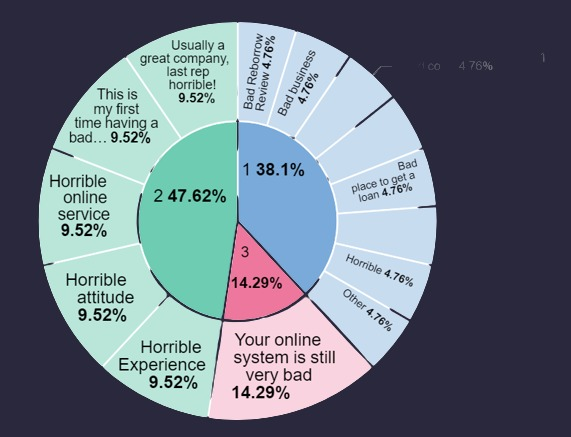 Usually a
great company,
last rep
horrible!
9.52%
Bad Reborrow
Review 4.76%
Bad business
4.76%
co 4.76%
This is
my first
time having a
bad... 9.52%
Bad
place to get a
loan 4.76%
Horrible
online
service
9.52%
2 47.62%
1 38.1%
3
14.29%
Horrible 4.76%
Other 4.76%
Horrible
attitude
9.52%
Horrible
Experience
9.52%
Your online
system is still
very bad
14.29%